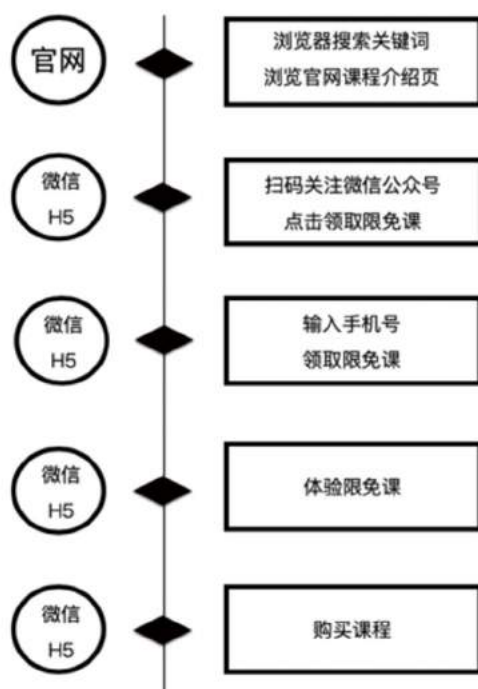 官网
浏览器搜索关键词
浏览官网课程介绍页
微信
H5
扫码关注微信公众号
点击领取限免课
微信
H5
输入手机号
领取限免课
微信
H5
体验限免课
微信
H5
购买课程